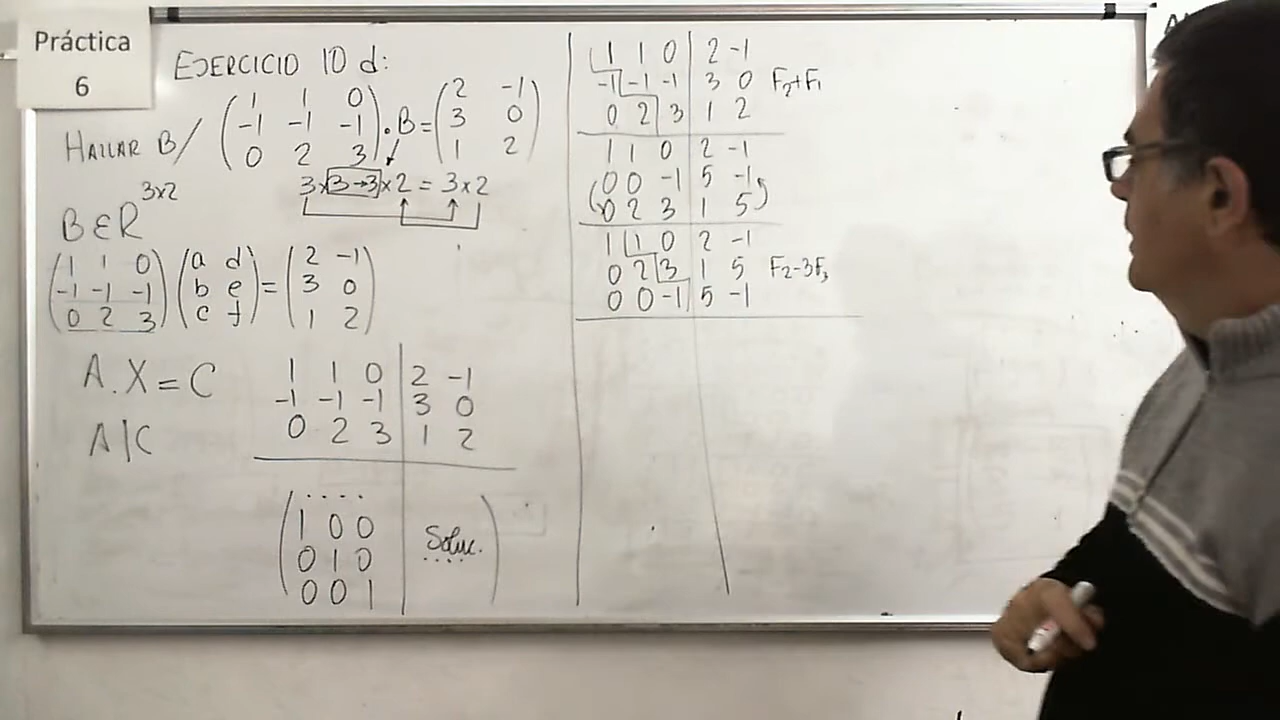 Práctica
6
EJERCICIO 10 d:
HALLAR B/ ( 1 1 0 ) . B = ( 2 -1 )
( -1 -1 -1 ) ( 3 0 )
( 0 2 3 ) ( 1 2 )
3x3→3x2 = 3x2
B ∈ R 3x2
( 1 1 0 ) ( a d ) = ( 2 -1 )
( -1 -1 -1 ) ( b e ) ( 3 0 )
( 0 2 3 ) ( c f ) ( 1 2 )
A.X = C
A|C
1 1 0 | 2 -1
-1 -1 -1 | 3 0
0 2 3 | 1 2
. . . .
1 0 0
0 1 0 | Soluc.
0 0 1
1 1 0 | 2 -1
-1 -1 -1 | 3 0 F2+F1
0 2 3 | 1 2
1 1 0 | 2 -1
0 0 -1 | 5 -1
0 2 3 | 1 5
1 1 0 | 2 -1
0 2 3 | 1 5 F2-3F3
0 0 -1 | 5 -1